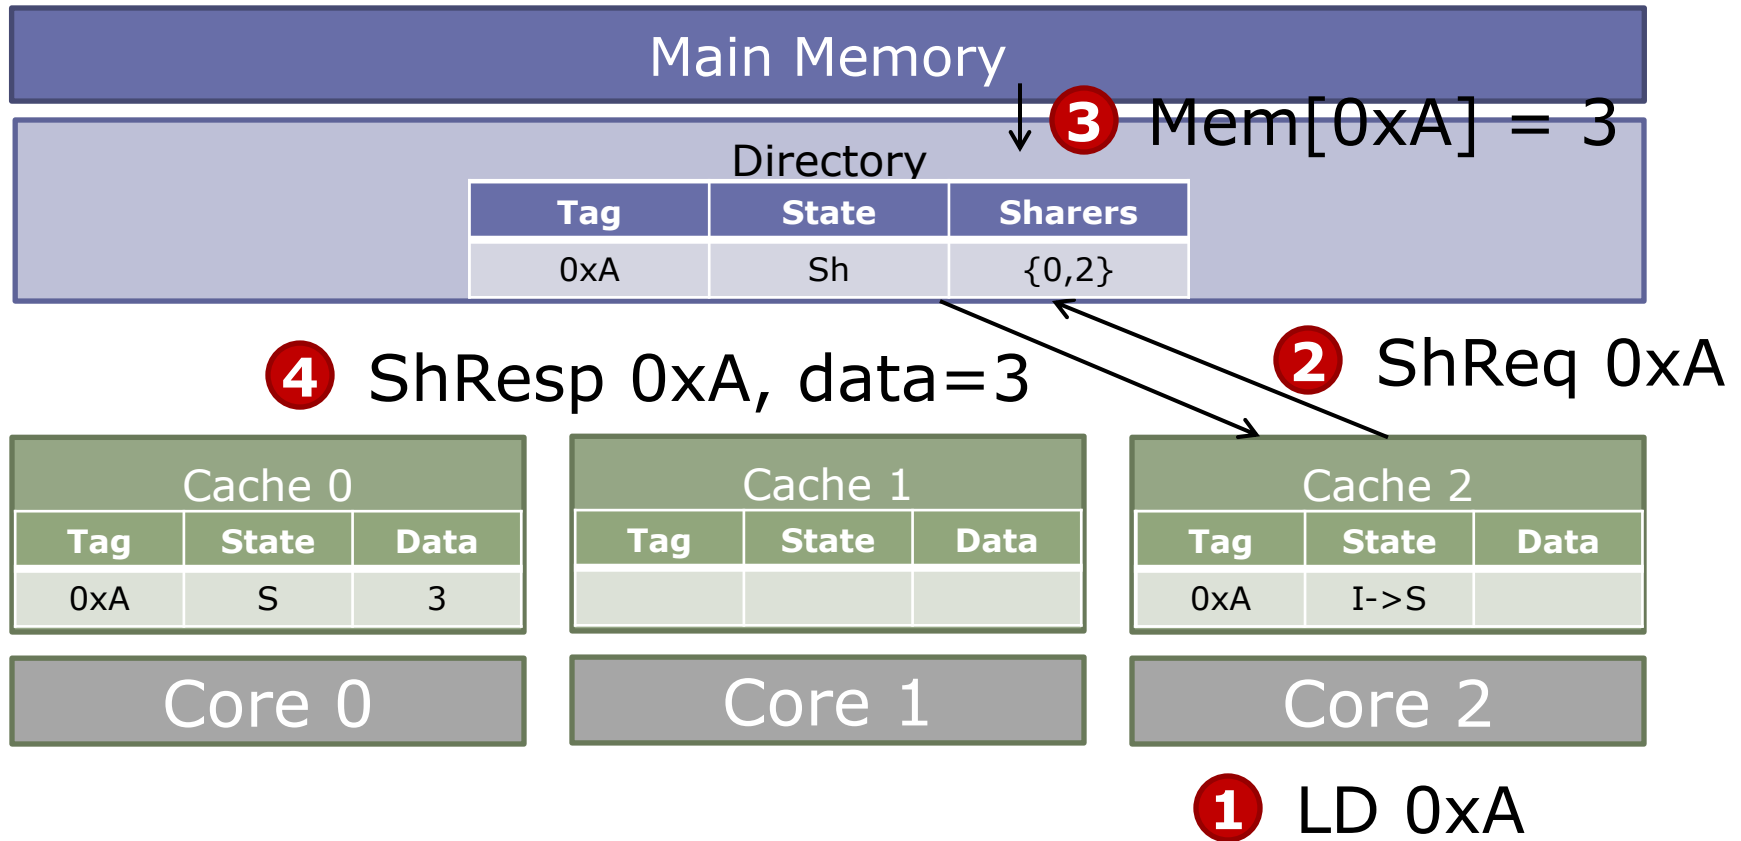 Main Memory
3 Mem[0xA] = 3
Directory
Tag State Sharers
0xA Sh {0,2}
4 ShResp 0xA, data=3
2 ShReq 0xA
Cache 0
Tag State Data
0xA S 3
Cache 1
Tag State Data
Cache 2
Tag State Data
0xA I->S
Core 0
Core 1
Core 2
1 LD 0xA